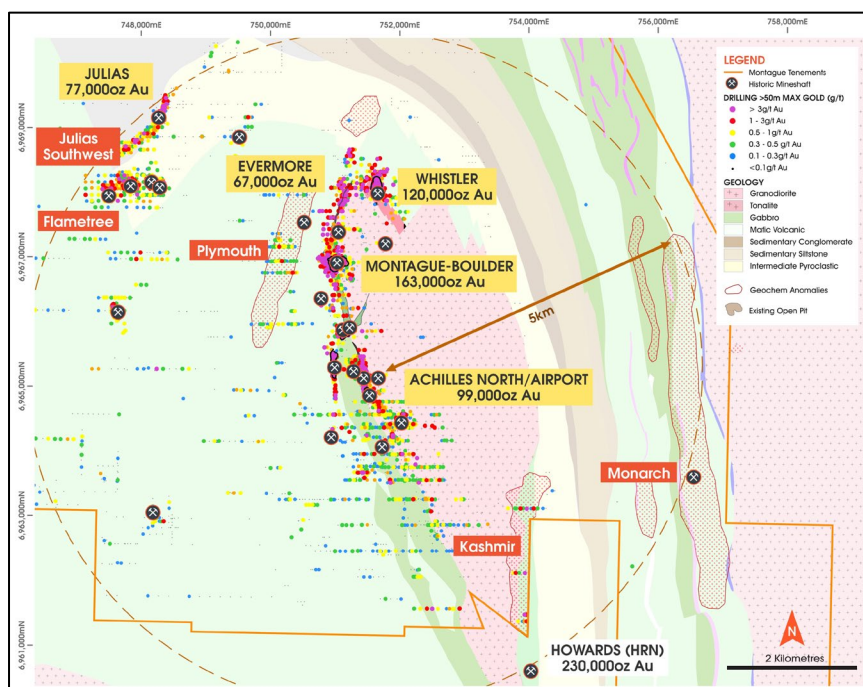 748,000mE
750,000mE
752,000mE
754,000mE
756,000mE
758,000mE
6,969,000mN
6,967,000mN
6,965,000mN
6,963,000mN
6,961,000mN
JULIAS
77,000oz Au
Julias
Southwest
Flametree
EVERMORE
67,000oz Au
WHISTLER
120,000oz Au
Plymouth
MONTAGUE-BOULDER
163,000oz Au
5km
ACHILLES NORTH/AIRPORT
99,000oz Au
Monarch
Kashmir
HOWARDS (HRN)
230,000oz Au
LEGEND
Montague Tenements
Historic Mineshaft
DRILLING >50m MAX GOLD (g/t)
> 3g/t Au
1 - 3g/t Au
0.5 - 1g/t Au
0.3 - 0.5 g/t Au
0.1 - 0.3g/t Au
<0.1g/t Au
GEOLOGY
Granodiorite
Tonalite
Gabbro
Mafic Volcanic
Sedimentary Conglomerate
Sedimentary Siltstone
Intermediate Pyroclastic
Geochem Anomalies
Existing Open Pit
N
2 Kilometres